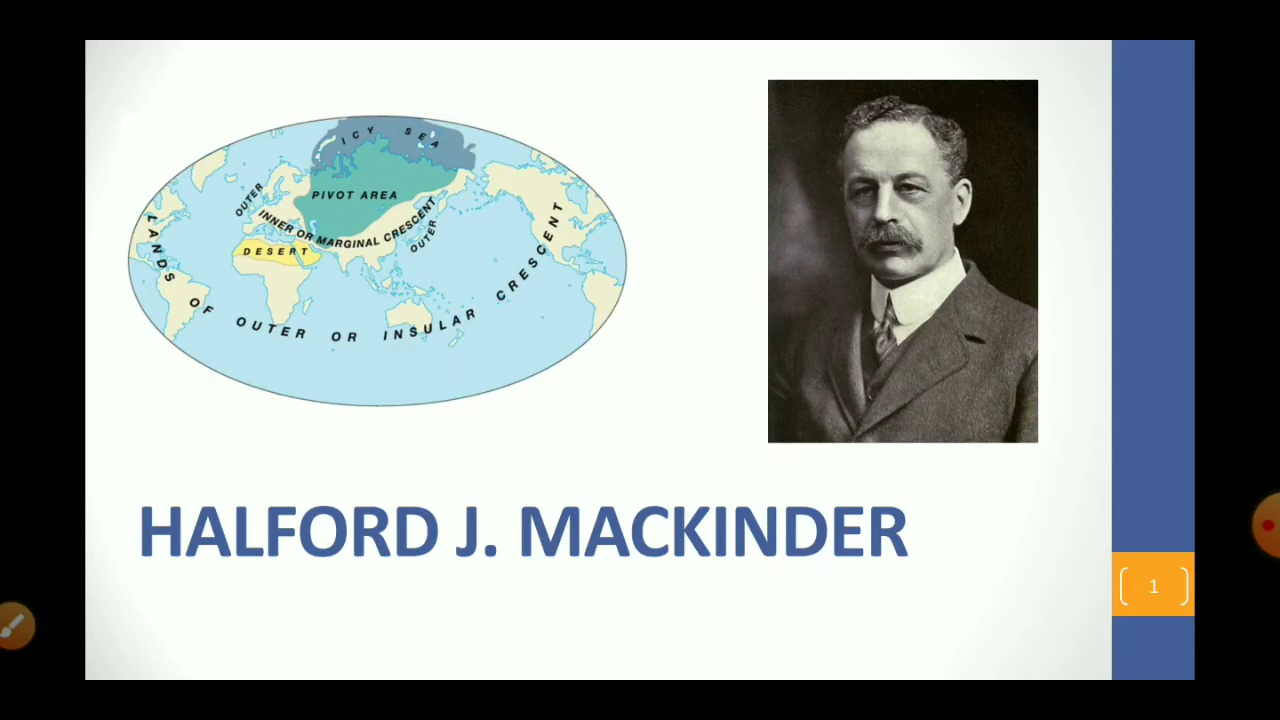 ICY SEA
PIVOT AREA
OUTER
INNER OR MARGINAL CRESCENT
OUTER
DESERT
LANDS OF OUTER OR INSULAR CRESCENT
HALFORD J. MACKINDER
1